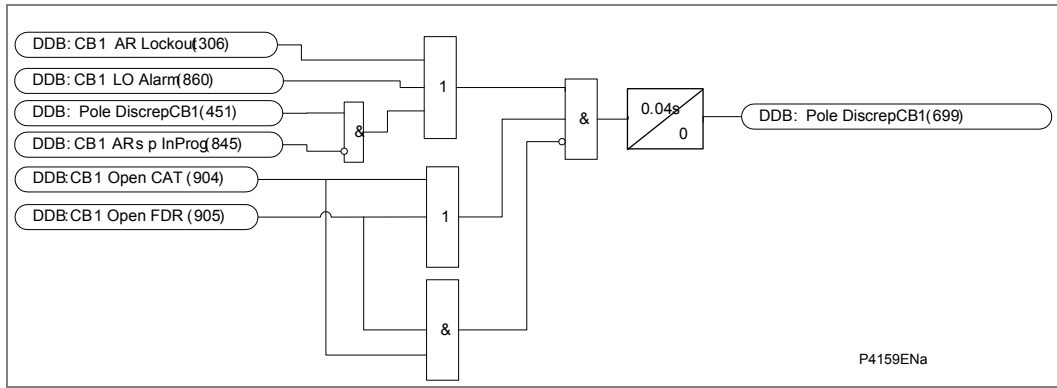 DDB: CB1 AR Lockout(306)
DDB: CB1 LO Alarm(860)
DDB: Pole DiscrepCB1(451)
DDB: CB1 ARs p InProg(845)
DDB:CB1 Open CAT (904)
DDB:CB1 Open FDR (905)
1
&
1
&
&
0.04s
0
DDB: Pole DiscrepCB1(699)
P4159ENa